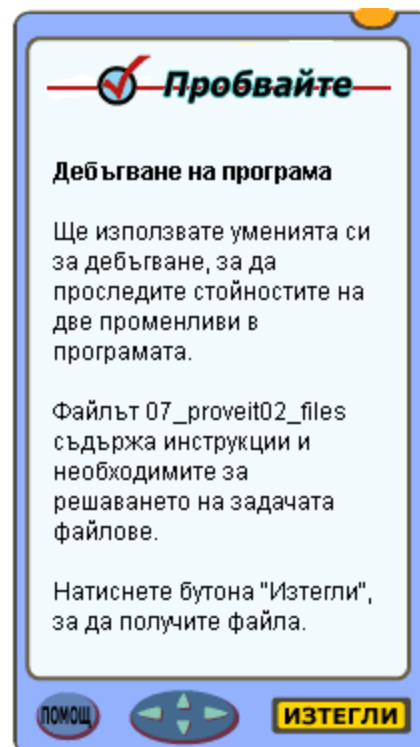 Пробвайте
Дебъгване на програма
Ще използвате уменията си
за дебъгване, за да
проследите стойностите на
две променливи в
програмата.
Файлът 07_proveit02_files
съдържа инструкции и
необходимите за
решаването на задачата
файлове.
Натиснете бутона "Изтегли",
за да получите файла.
ПОМОЩ
ИЗТЕГЛИ